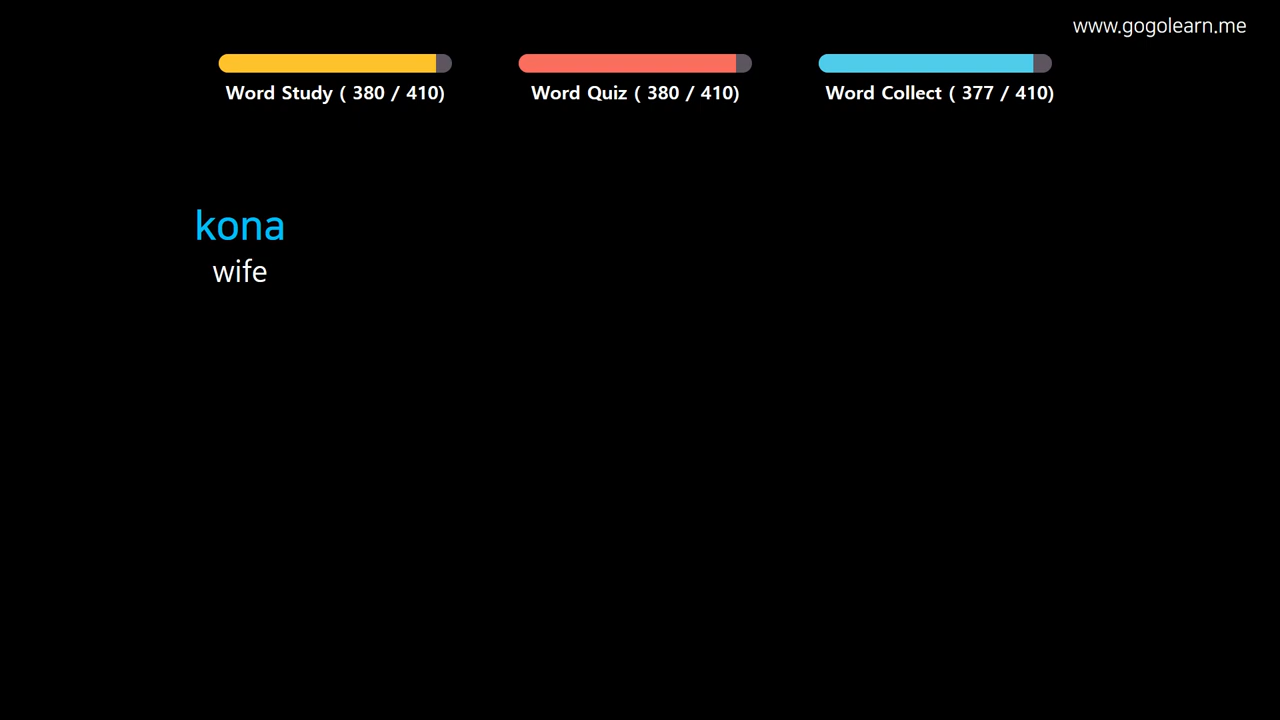 www.gogolearn.me
Word Study ( 380 / 410)
Word Quiz ( 380 / 410)
Word Collect ( 377 / 410)
kona
wife